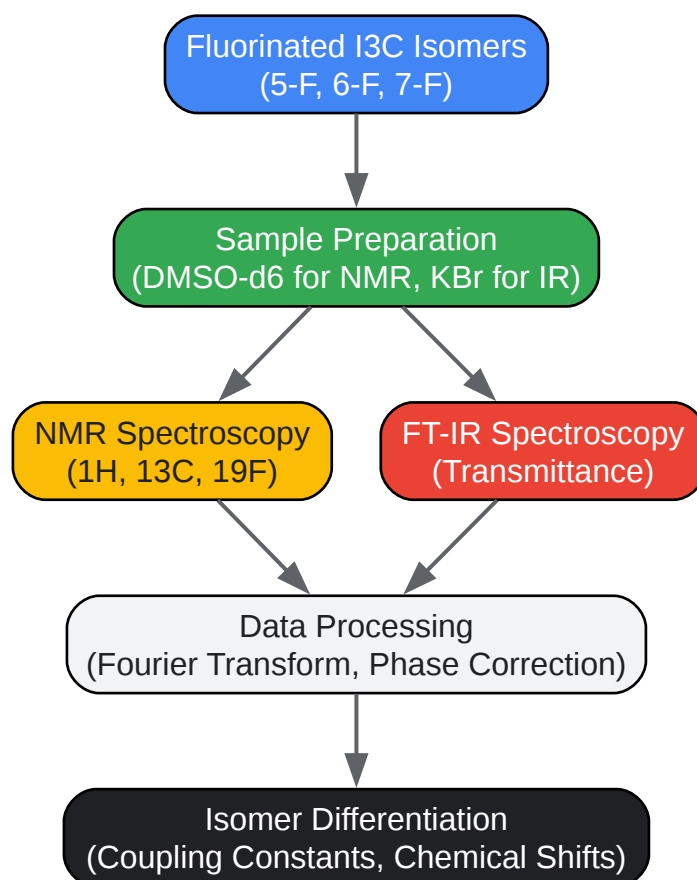 Fluorinated I3C Isomers
(5-F, 6-F, 7-F)
Sample Preparation
(DMSO-d6 for NMR, KBr for IR)
NMR Spectroscopy
(1H, 13C, 19F)
FT-IR Spectroscopy
(Transmittance)
Data Processing
(Fourier Transform, Phase Correction)
Isomer Differentiation
(Coupling Constants, Chemical Shifts)